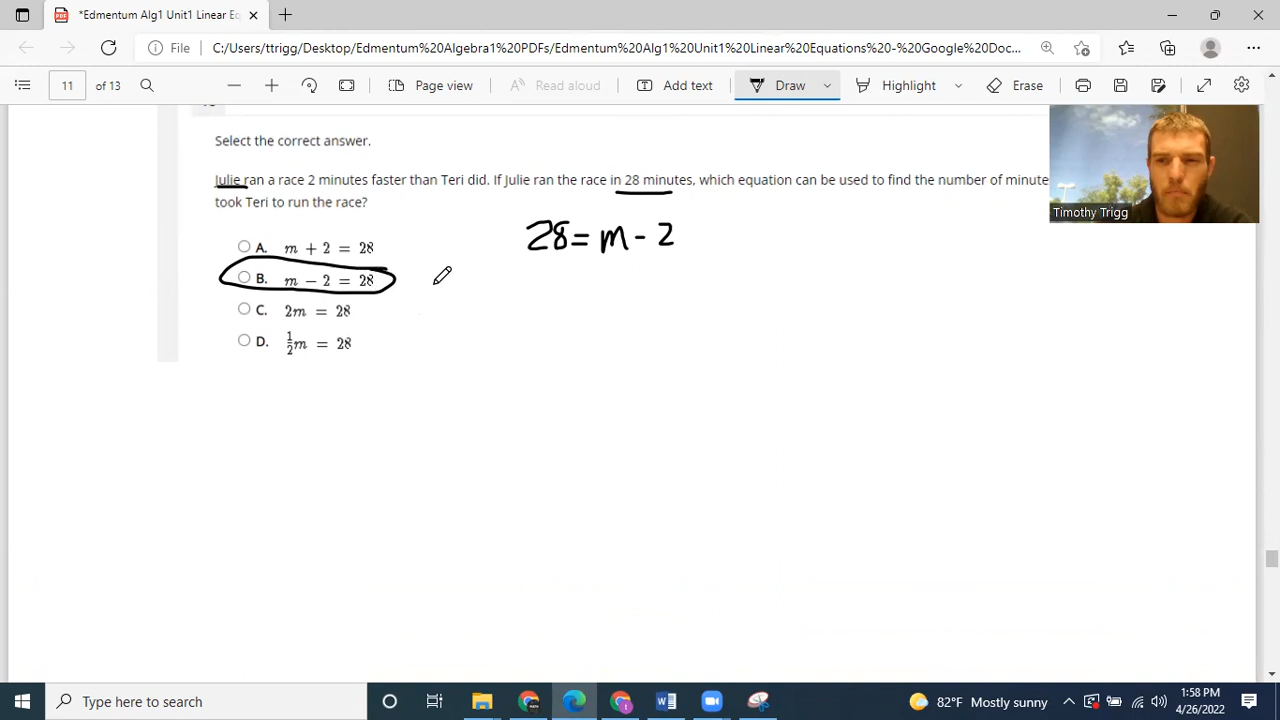 *Edmentum Alg1 Unit1 Linear Eq
File C:/Users/ttrigg/Desktop/Edmentum%20Algebra1%20PDFs/Edmentum%20Alg1%20Unit1%20Linear%20Equations%20-%20Google%20Doc...
11 of 13 Page view Read aloud Add text Draw Highlight Erase
Select the correct answer.
Julie ran a race 2 minutes faster than Teri did. If Julie ran the race in 28 minutes, which equation can be used to find the number of minute
took Teri to run the race?
28 = m - 2
A. m + 2 = 28
B. m − 2 = 28
C. 2m = 28
D. 1/2 m = 28
Timothy Trigg
Type here to search
82°F Mostly sunny
1:58 PM
4/26/2022